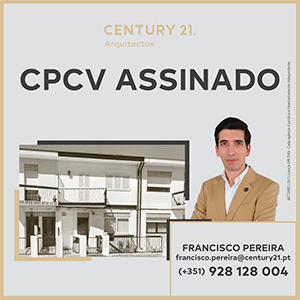 CENTURY 21.
Arquitectos
CPCV ASSINADO
FRANCISCO PEREIRA
francisco.pereira@century21.pt
(+351) 928 128 004